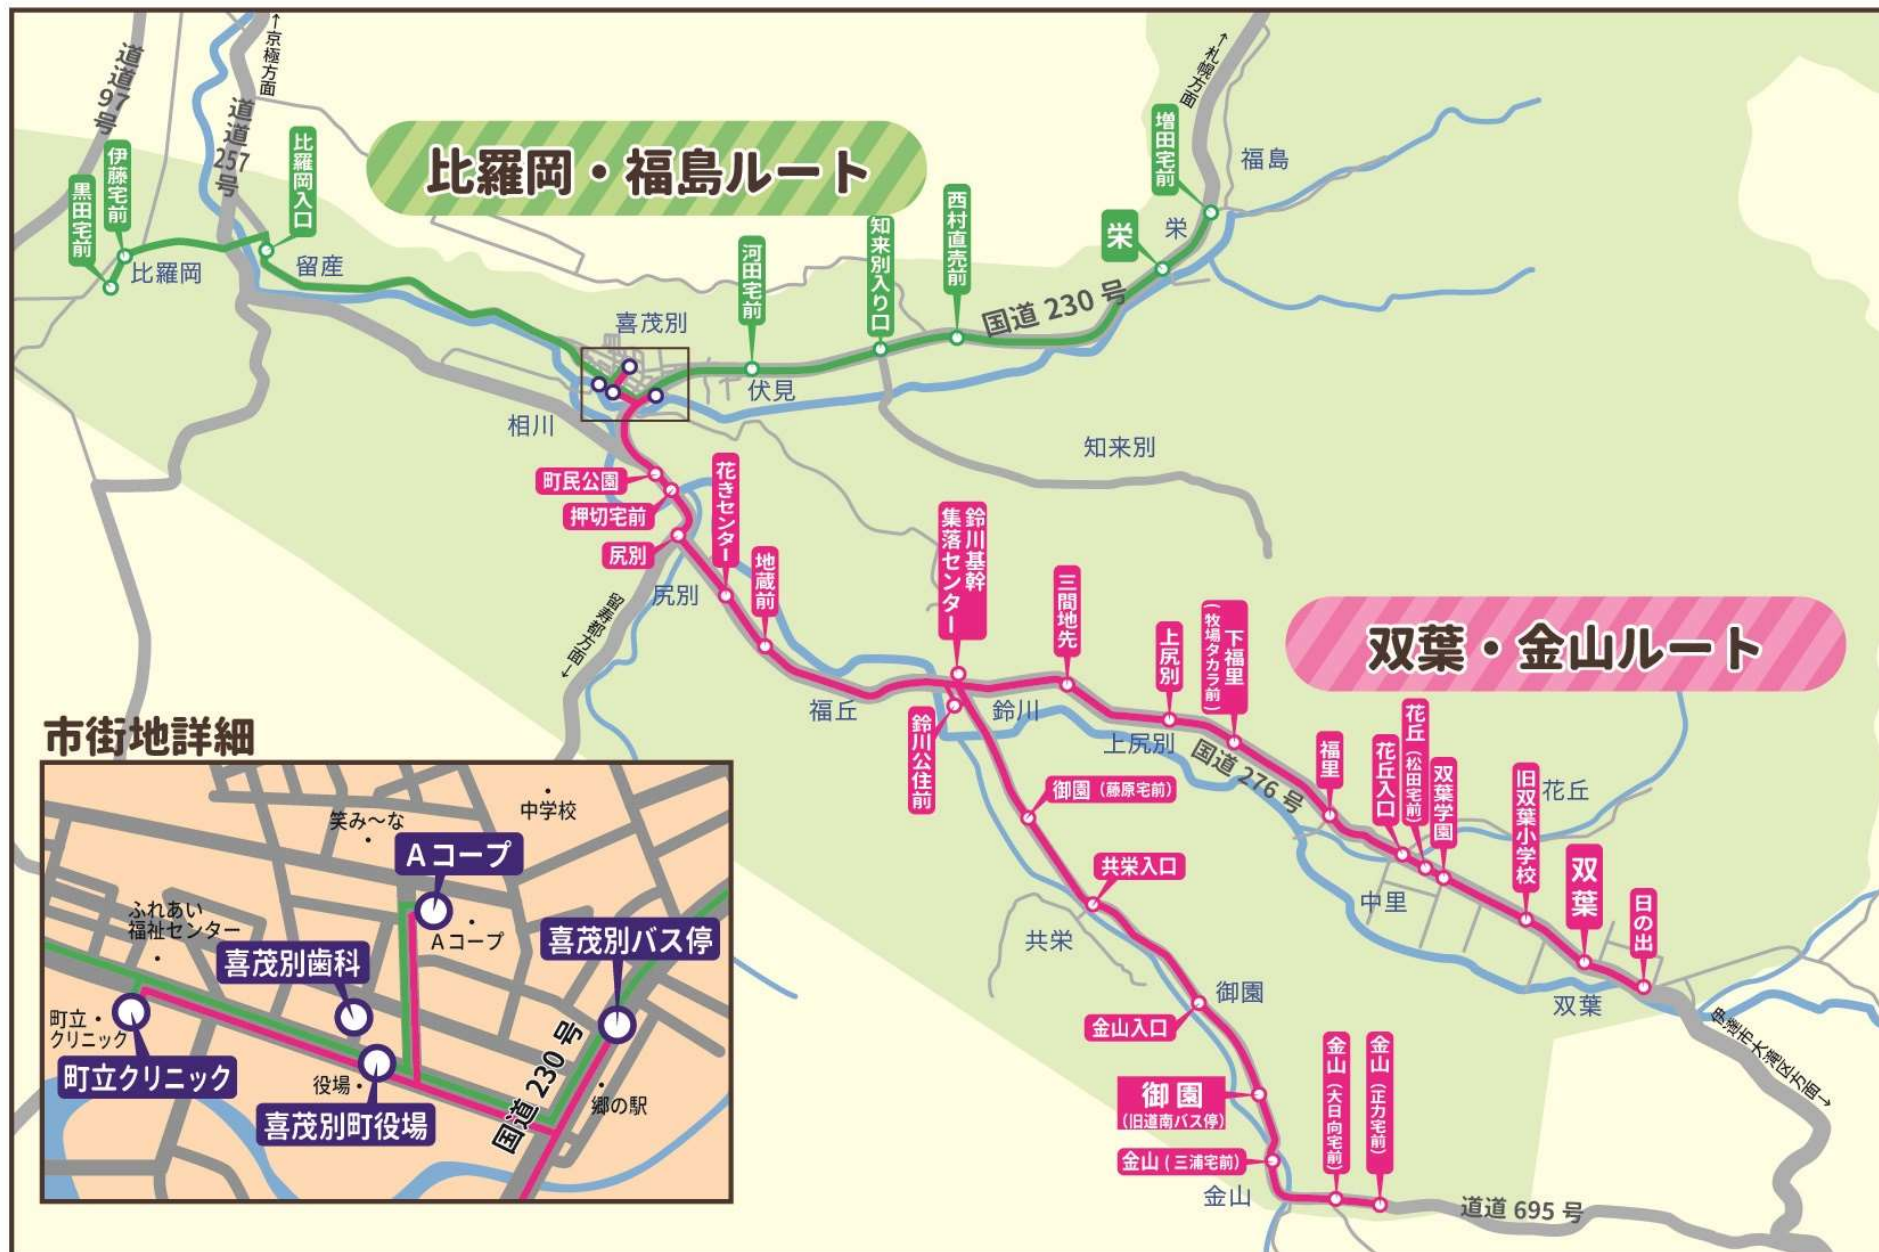 道道97号
←京極方面
道道257号
←札幌方面
比羅岡・福島ルート
黒田宅前
伊藤宅前
比羅岡入口
比羅岡
留産
喜茂別
河田宅前
伏見
知来別入り口
西村直売前
国道 230 号
栄
栄
増田宅前
福島
相川
知来別
町民公園
押切宅前
尻別
尻別
花きセンター
地蔵前
留寿都方面→
福丘
鈴川基幹
集落センター
鈴川公住前
鈴川
三間地先
上尻別
上尻別
下福里
(牧場タカラ前)
国道 276 号
双葉・金山ルート
福里
花丘入口
花丘(松田宅前)
双葉学園
旧双葉小学校
花丘
中里
双葉
双葉
日の出
伊達市大滝区方面→
御園(藤原宅前)
共栄入口
共栄
御園
金山入口
御園
(旧道南バス停)
金山(三浦宅前)
金山
金山
(大日向宅前)
金山
(正力宅前)
道道 695 号
市街地詳細
中学校
笑み〜な
Aコープ
Aコープ
ふれあい
福祉センター
喜茂別歯科
喜茂別バス停
町立
クリニック
町立クリニック
役場
喜茂別町役場
国道 230 号
郷の駅